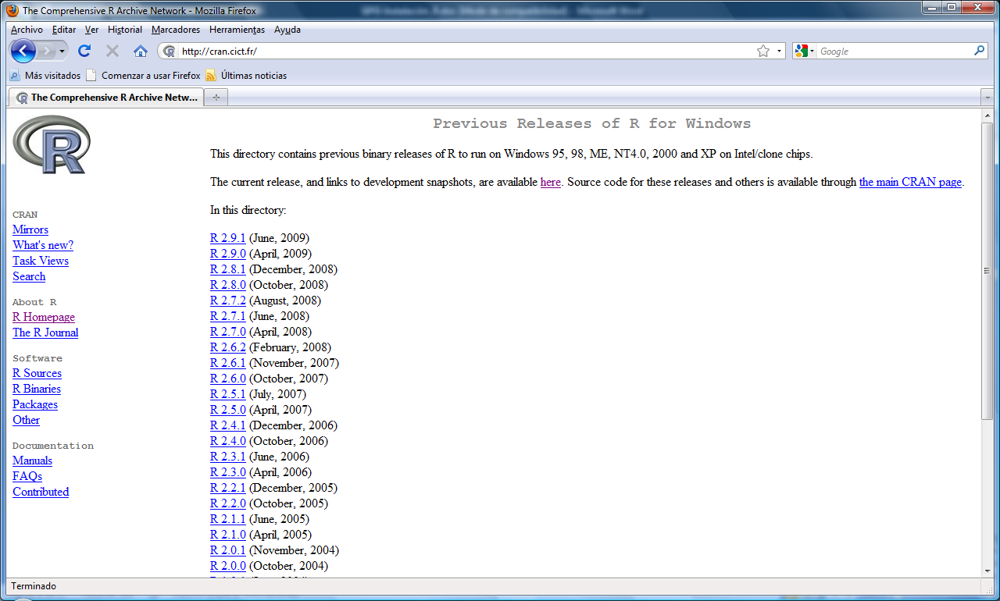 The Comprehensive R Archive Network - Mozilla Firefox
Archivo Editar Ver Historial Marcadores Herramientas Ayuda
http://cran.cict.fr/
Google
Más visitados Comenzar a usar Firefox Últimas noticias
The Comprehensive R Archive Netw...
R
CRAN
Mirrors
What's new?
Task Views
Search
About R
R Homepage
The R Journal
Software
R Sources
R Binaries
Packages
Other
Documentation
Manuals
FAQs
Contributed
Previous Releases of R for Windows
This directory contains previous binary releases of R to run on Windows 95, 98, ME, NT4.0, 2000 and XP on Intel/clone chips.
The current release, and links to development snapshots, are available here. Source code for these releases and others is available through the main CRAN page.
In this directory:
R 2.9.1 (June, 2009)
R 2.9.0 (April, 2009)
R 2.8.1 (December, 2008)
R 2.8.0 (October, 2008)
R 2.7.2 (August, 2008)
R 2.7.1 (June, 2008)
R 2.7.0 (April, 2008)
R 2.6.2 (February, 2008)
R 2.6.1 (November, 2007)
R 2.6.0 (October, 2007)
R 2.5.1 (July, 2007)
R 2.5.0 (April, 2007)
R 2.4.1 (December, 2006)
R 2.4.0 (October, 2006)
R 2.3.1 (June, 2006)
R 2.3.0 (April, 2006)
R 2.2.1 (December, 2005)
R 2.2.0 (October, 2005)
R 2.1.1 (June, 2005)
R 2.1.0 (April, 2005)
R 2.0.1 (November, 2004)
R 2.0.0 (October, 2004)
Terminado